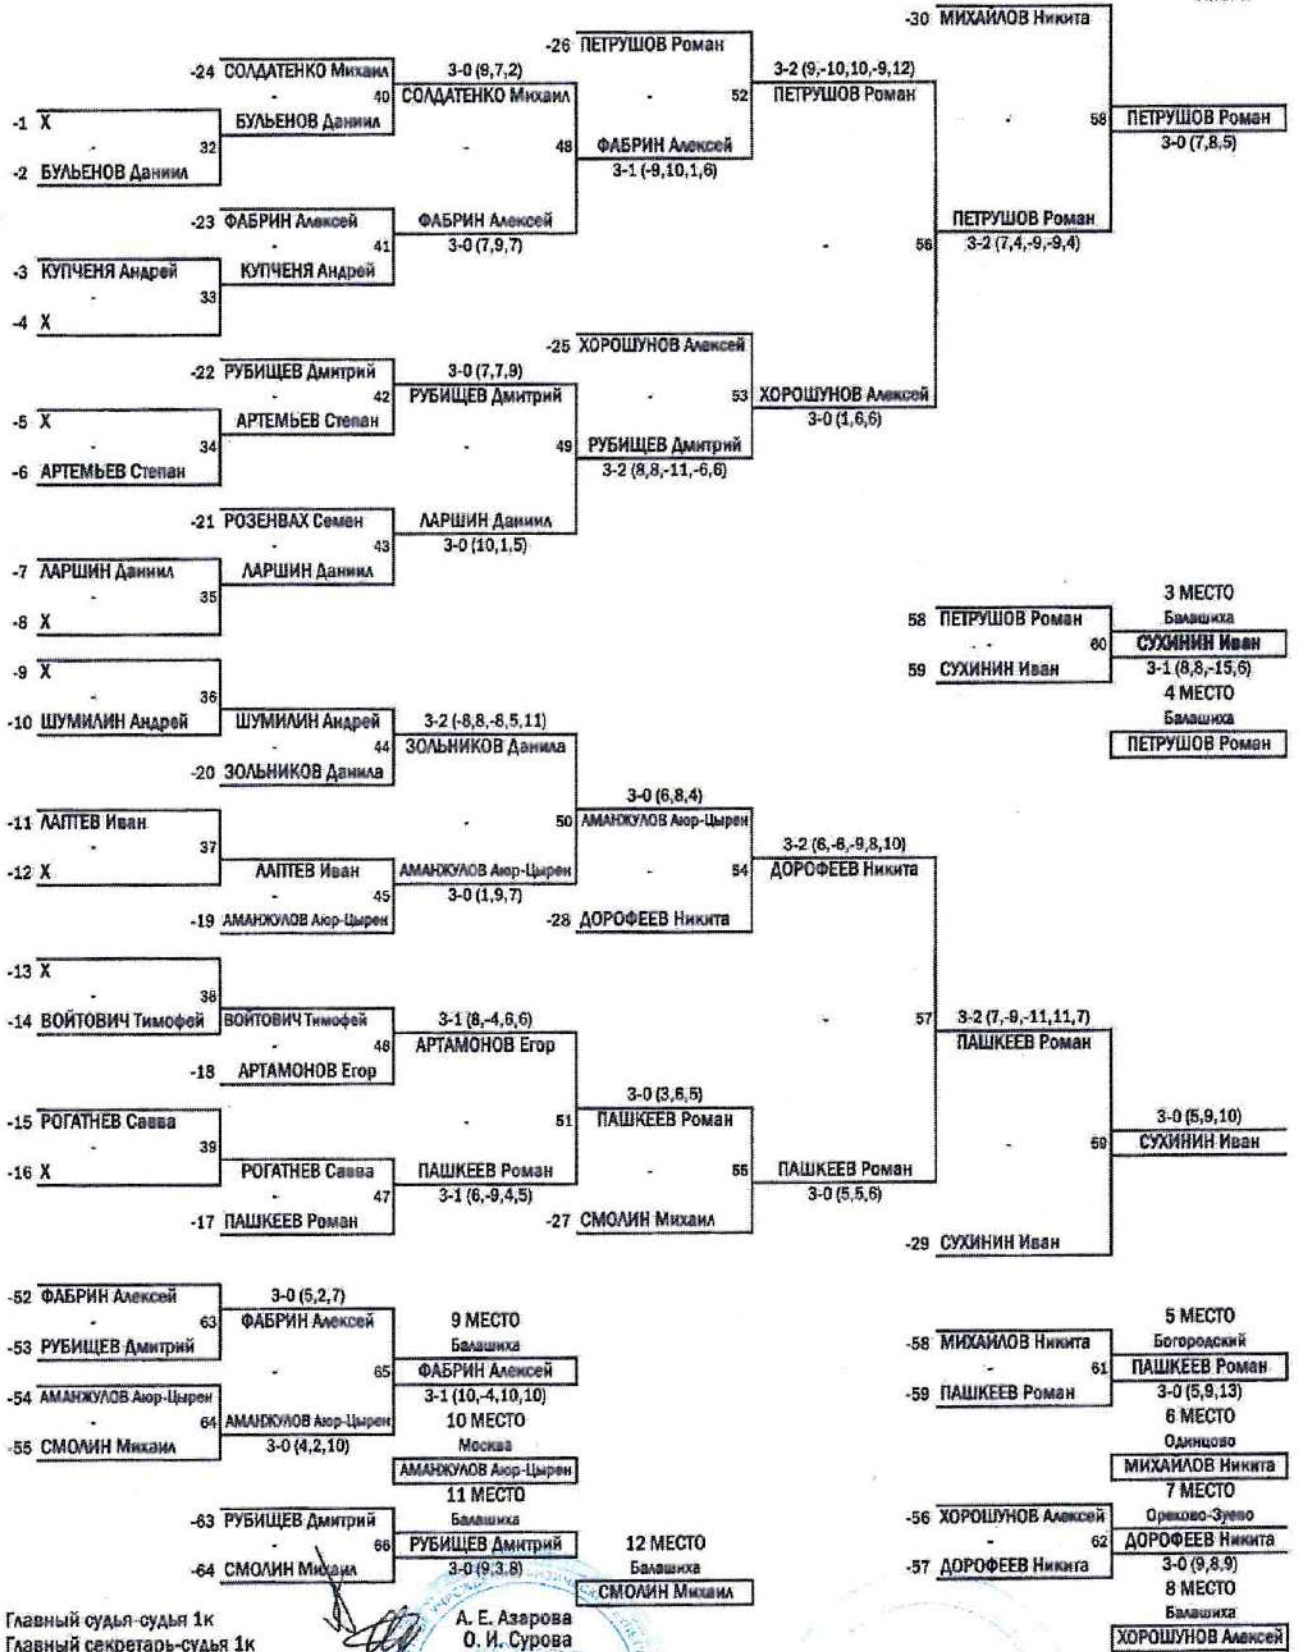 -30 МИХАЙЛОВ Никита
-26 ПЕТРУШОВ Роман
-24 СОЛДАТЕНКО Михаил
3-0 (9,7,2)
3-2 (9,-10,10,-9,12)
40
СОЛДАТЕНКО Михаил
52
ПЕТРУШОВ Роман
-1 X
БУЛЬЕНОВ Даниил
58
ПЕТРУШОВ Роман
32
48
ФАБРИН Алексей
3-0 (7,8,5)
-2 БУЛЬЕНОВ Даниил
3-1 (-9,10,1,6)
-23 ФАБРИН Алексей
ФАБРИН Алексей
ПЕТРУШОВ Роман
41
3-0 (7,9,7)
56
3-2 (7,4,-9,-9,4)
-3 КУПЧЕНЯ Андрей
КУПЧЕНЯ Андрей
33
-4 X
-25 ХОРОШУНОВ Алексей
-22 РУБИЩЕВ Дмитрий
3-0 (7,7,9)
42
РУБИЩЕВ Дмитрий
53
ХОРОШУНОВ Алексей
-5 X
АРТЕМЬЕВ Степан
3-0 (1,6,6)
34
49
РУБИЩЕВ Дмитрий
-6 АРТЕМЬЕВ Степан
3-2 (8,8,-11,-6,6)
-21 РОЗЕНВАХ Семен
ЛАРШИН Даниил
43
3-0 (10,1,5)
-7 ЛАРШИН Даниил
ЛАРШИН Даниил
35
3 МЕСТО
-8 X
58 ПЕТРУШОВ Роман
Балашиха
60
СУХИНИН Иван
-9 X
59 СУХИНИН Иван
3-1 (8,8,-15,6)
36
4 МЕСТО
-10 ШУМИЛИН Андрей
ШУМИЛИН Андрей
3-2 (-8,8,-8,5,11)
Балашиха
44
ЗОЛЬНИКОВ Данила
ПЕТРУШОВ Роман
-20 ЗОЛЬНИКОВ Данила
3-0 (6,8,4)
-11 ЛАПТЕВ Иван
50
АМАНЖУЛОВ Аюр-Цырен
37
3-2 (6,-6,-9,8,10)
-12 X
ЛАПТЕВ Иван
АМАНЖУЛОВ Аюр-Цырен
54
ДОРОФЕЕВ Никита
45
3-0 (1,9,7)
-19 АМАНЖУЛОВ Аюр-Цырен
-28 ДОРОФЕЕВ Никита
-13 X
38
-14 ВОЙТОВИЧ Тимофей
ВОЙТОВИЧ Тимофей
3-1 (8,-4,6,6)
57
3-2 (7,-9,-11,11,7)
46
АРТАМОНОВ Егор
ПАШКЕЕВ Роман
-18 АРТАМОНОВ Егор
3-0 (3,6,5)
-15 РОГАТНЕВ Савва
51
ПАШКЕЕВ Роман
3-0 (5,9,10)
39
59
СУХИНИН Иван
-16 X
РОГАТНЕВ Савва
ПАШКЕЕВ Роман
55
ПАШКЕЕВ Роман
47
3-1 (6,-9,4,5)
3-0 (5,5,6)
-17 ПАШКЕЕВ Роман
-27 СМОЛИН Михаил
-29 СУХИНИН Иван
-52 ФАБРИН Алексей
3-0 (5,2,7)
63
ФАБРИН Алексей
9 МЕСТО
5 МЕСТО
-53 РУБИЩЕВ Дмитрий
Балашиха
-58 МИХАЙЛОВ Никита
Богородский
65
ФАБРИН Алексей
61
ПАШКЕЕВ Роман
-54 АМАНЖУЛОВ Аюр-Цырен
3-1 (10,-4,10,10)
-59 ПАШКЕЕВ Роман
3-0 (5,9,13)
64
АМАНЖУЛОВ Аюр-Цырен
10 МЕСТО
6 МЕСТО
-55 СМОЛИН Михаил
3-0 (4,2,10)
Москва
Одинцово
АМАНЖУЛОВ Аюр-Цырен
МИХАЙЛОВ Никита
11 МЕСТО
7 МЕСТО
-63 РУБИЩЕВ Дмитрий
Балашиха
-56 ХОРОШУНОВ Алексей
Орехово-Зуево
66
РУБИЩЕВ Дмитрий
12 МЕСТО
62
ДОРОФЕЕВ Никита
-64 СМОЛИН Михаил
3-0 (9,3,8)
Балашиха
-57 ДОРОФЕЕВ Никита
3-0 (9,8,9)
СМОЛИН Михаил
8 МЕСТО
Главный судья-судья 1к
А. Е. Азарова
Балашиха
Главный секретарь-судья 1к
О. И. Сурова
ХОРОШУНОВ Алексей